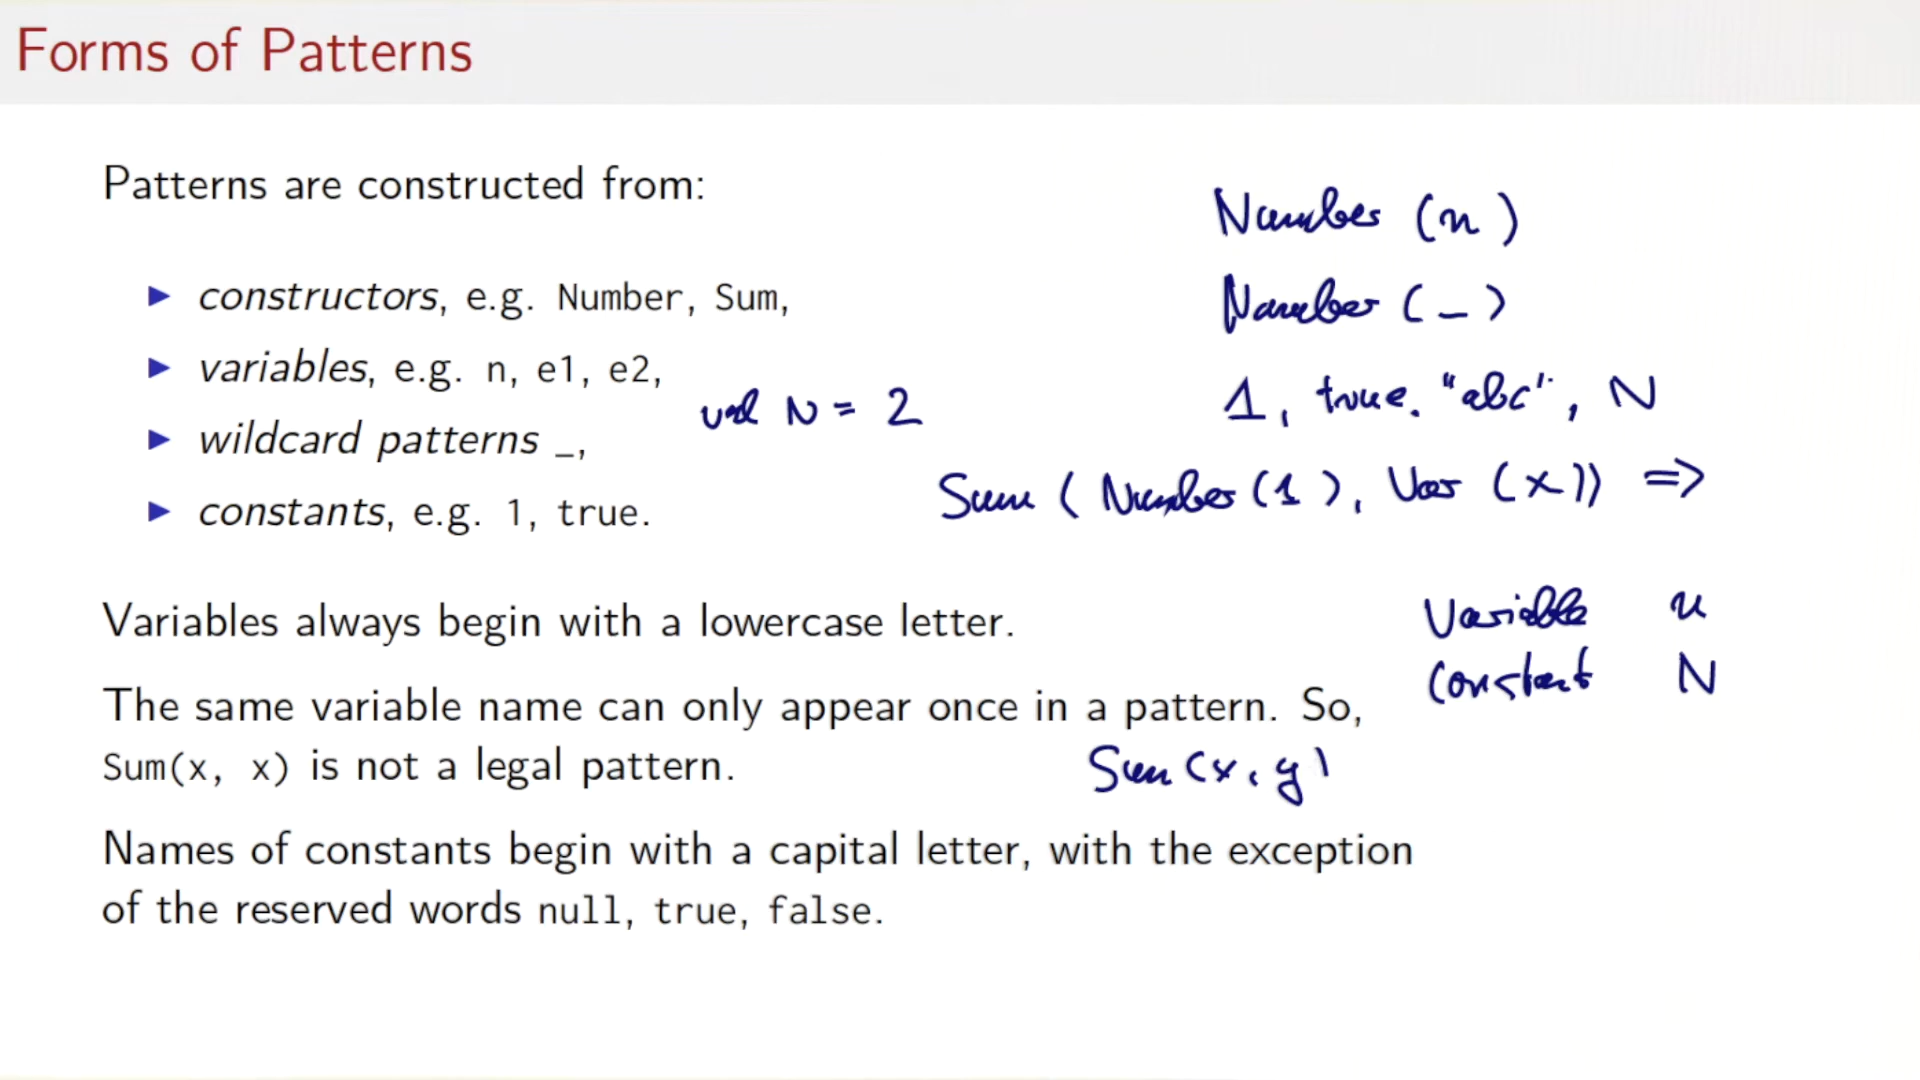 Forms of Patterns
Patterns are constructed from:
▶ constructors, e.g. Number, Sum,
▶ variables, e.g. n, e1, e2,
▶ wildcard patterns _,
▶ constants, e.g. 1, true.
Number (n)
Number (_)
val N = 2
1, true, "abc", N
Sum ( Number (1), Var (x)) =>
Variables always begin with a lowercase letter.
Variable n
Constant N
The same variable name can only appear once in a pattern. So,
Sum(x, x) is not a legal pattern.
Sum (x, y)
Names of constants begin with a capital letter, with the exception
of the reserved words null, true, false.